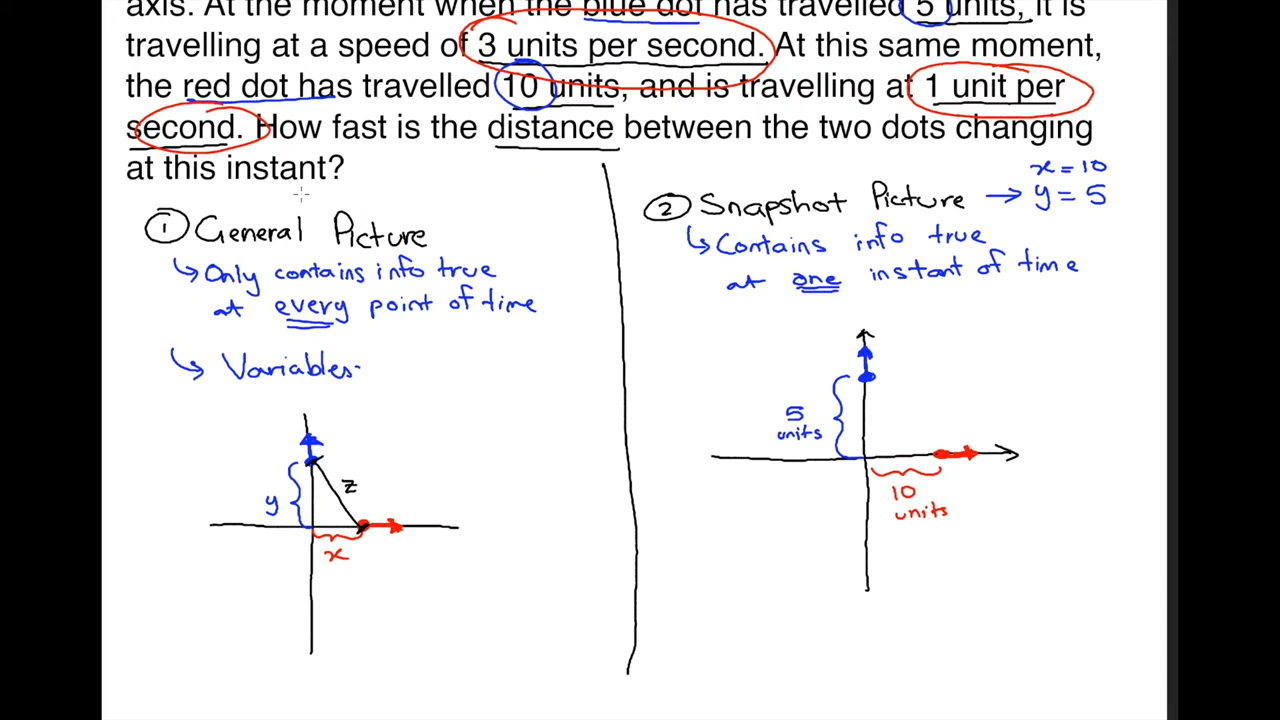 axis. At the moment when the blue dot has travelled 5 units, it is
travelling at a speed of 3 units per second. At this same moment,
the red dot has travelled 10 units, and is travelling at 1 unit per
second. How fast is the distance between the two dots changing
at this instant?
① General Picture
↳ Only contains info true
at every point of time
↳ Variables
y
z
x
② Snapshot Picture → x = 10
y = 5
↳ Contains info true
at one instant of time
5
units
10
units